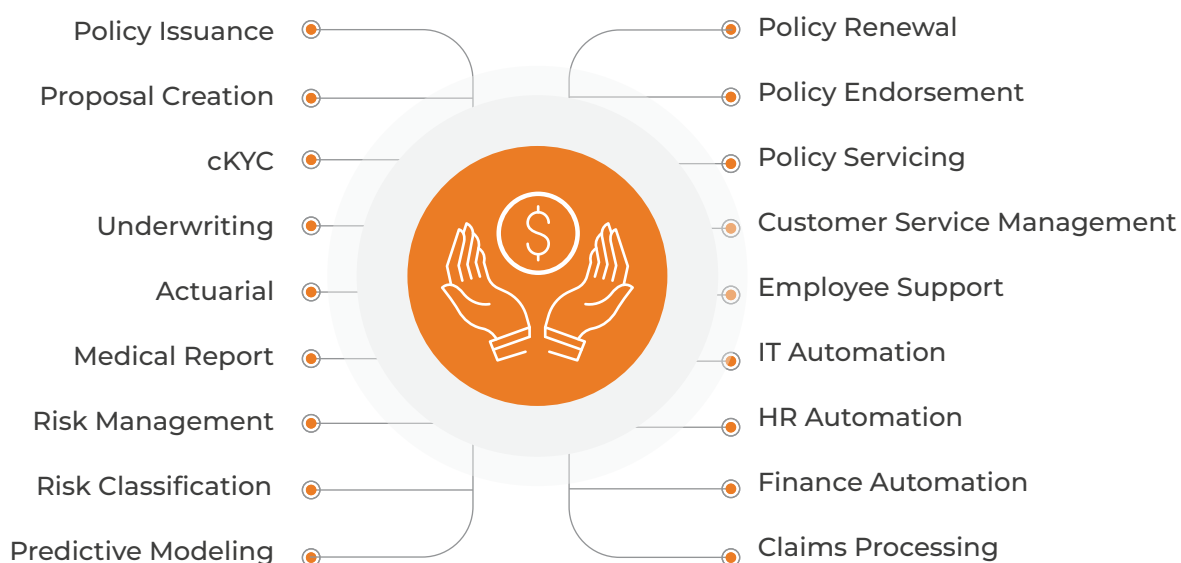 Policy Issuance
Proposal Creation
cKYC
Underwriting
Actuarial
Medical Report
Risk Management
Risk Classification
Predictive Modeling
Policy Renewal
Policy Endorsement
Policy Servicing
Customer Service Management
Employee Support
IT Automation
HR Automation
Finance Automation
Claims Processing
$